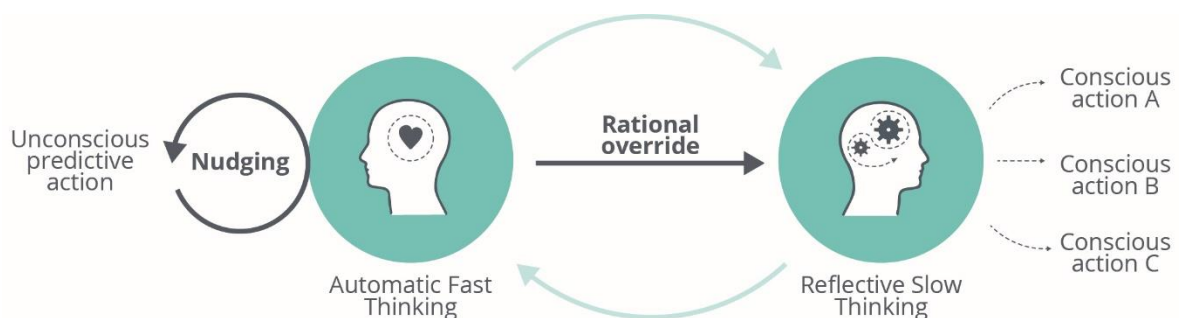 Unconscious
predictive
action
Nudging
Automatic Fast
Thinking
Rational
override
Reflective Slow
Thinking
Conscious
action A
Conscious
action B
Conscious
action C